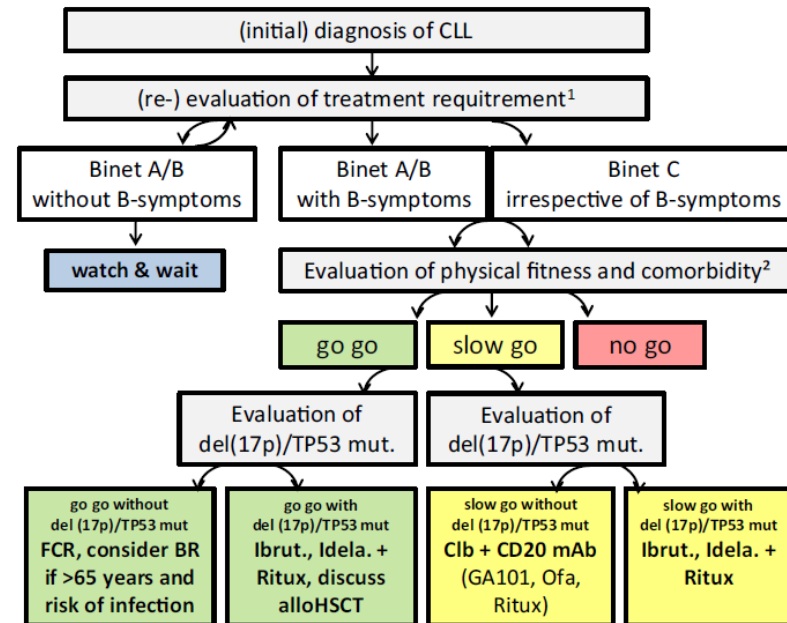 (initial) diagnosis of CLL
(re-) evaluation of treatment requitrement¹
Binet A/B
without B-symptoms
Binet A/B
with B-symptoms
Binet C
irrespective of B-symptoms
watch & wait
Evaluation of physical fitness and comorbidity²
go go
slow go
no go
Evaluation of
del(17p)/TP53 mut.
Evaluation of
del(17p)/TP53 mut.
go go without
del (17p)/TP53 mut
FCR, consider BR
if >65 years and
risk of infection
go go with
del (17p)/TP53 mut
Ibrut., Idela. +
Ritux, discuss
alloHSCT
slow go without
del (17p)/TP53 mut
Clb + CD20 mAb
(GA101, Ofa,
Ritux)
slow go with
del (17p)/TP53 mut
Ibrut., Idela. +
Ritux